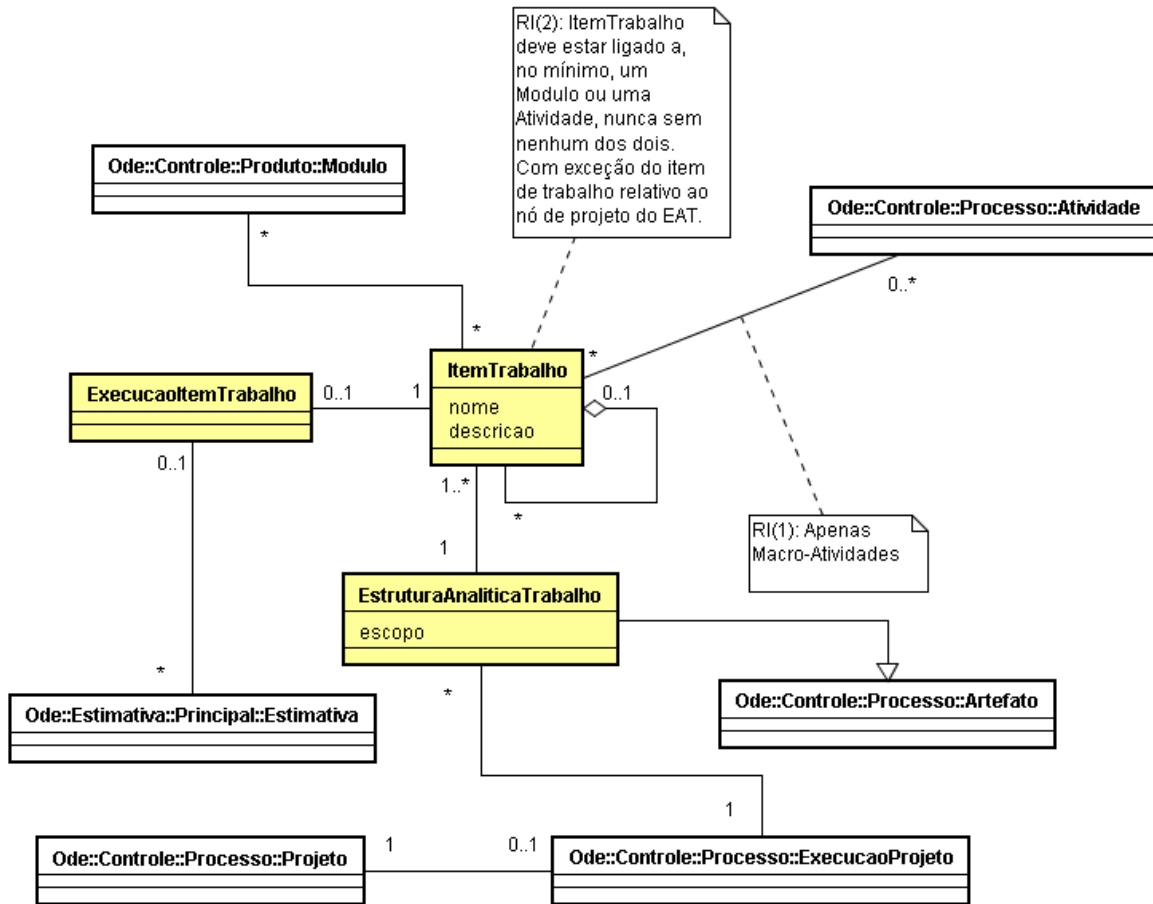 RI(2): ItemTrabalho
deve estar ligado a,
no mínimo, um
Modulo ou uma
Atividade, nunca sem
nenhum dos dois.
Com exceção do item
de trabalho relativo ao
nó de projeto do EAT.
Ode::Controle::Produto::Modulo
*
*
Ode::Controle::Processo::Atividade
0..*
*
ItemTrabalho
nome
descricao
0..1
*
ExecucaoItemTrabalho
0..1
1
0..1
*
1..*
1
RI(1): Apenas
Macro-Atividades
EstruturaAnaliticaTrabalho
escopo
*
1
Ode::Controle::Processo::Artefato
Ode::Estimativa::Principal::Estimativa
Ode::Controle::Processo::Projeto
1
0..1
Ode::Controle::Processo::ExecucaoProjeto